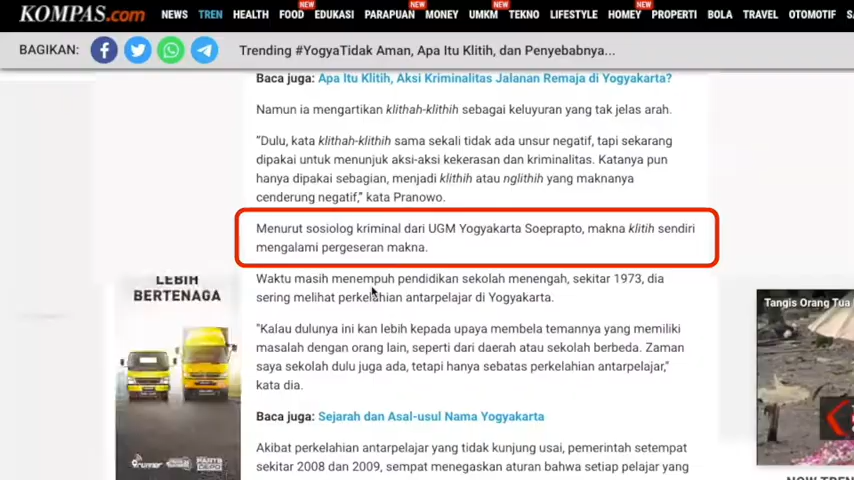 KOMPAS.com
NEWS TREN HEALTH FOOD EDUKASI PARAPUAN MONEY UMKM TEKNO LIFESTYLE HOMEY PROPERTI BOLA TRAVEL OTOMOTIF
NEW NEW NEW NEW
BAGIKAN: Trending #YogyaTidak Aman, Apa Itu Klitih, dan Penyebabnya...
Baca juga: Apa Itu Klitih, Aksi Kriminalitas Jalanan Remaja di Yogyakarta?
Namun ia mengartikan klithah-klithih sebagai keluyuran yang tak jelas arah.
"Dulu, kata klithah-klithih sama sekali tidak ada unsur negatif, tapi sekarang
dipakai untuk menunjuk aksi-aksi kekerasan dan kriminalitas. Katanya pun
hanya dipakai sebagian, menjadi klithih atau nglithih yang maknanya
cenderung negatif," kata Pranowo.
Menurut sosiolog kriminal dari UGM Yogyakarta Soeprapto, makna klitih sendiri
mengalami pergeseran makna.
Waktu masih menempuh pendidikan sekolah menengah, sekitar 1973, dia
sering melihat perkelahian antarpelajar di Yogyakarta.
"Kalau dulunya ini kan lebih kepada upaya membela temannya yang memiliki
masalah dengan orang lain, seperti dari daerah atau sekolah berbeda. Zaman
saya sekolah dulu juga ada, tetapi hanya sebatas perkelahian antarpelajar,"
kata dia.
Baca juga: Sejarah dan Asal-usul Nama Yogyakarta
Akibat perkelahian antarpelajar yang tidak kunjung usai, pemerintah setempat
sekitar 2008 dan 2009, sempat menegaskan aturan bahwa setiap pelajar yang
LEBIH
BERTENAGA
PARTS
DEPO
Tangis Orang Tua
NOW TREN